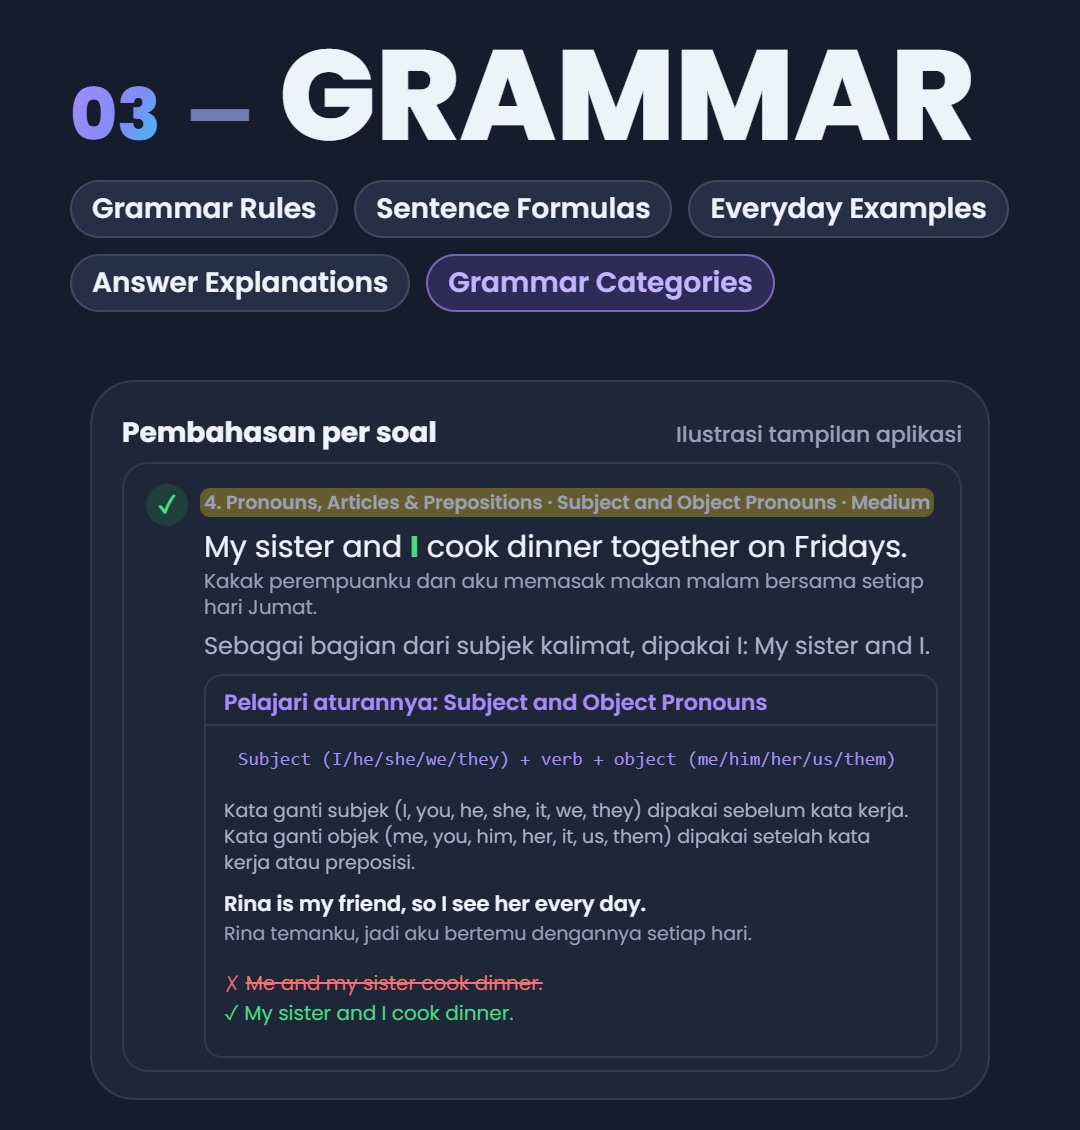 03 — GRAMMAR
Grammar Rules
Sentence Formulas
Everyday Examples
Answer Explanations
Grammar Categories
Pembahasan per soal
Ilustrasi tampilan aplikasi
✓
4. Pronouns, Articles & Prepositions · Subject and Object Pronouns · Medium
My sister and I cook dinner together on Fridays.
Kakak perempuanku dan aku memasak makan malam bersama setiap
hari Jumat.
Sebagai bagian dari subjek kalimat, dipakai I: My sister and I.
Pelajari aturannya: Subject and Object Pronouns
Subject (I/he/she/we/they) + verb + object (me/him/her/us/them)
Kata ganti subjek (I, you, he, she, it, we, they) dipakai sebelum kata kerja.
Kata ganti objek (me, you, him, her, it, us, them) dipakai setelah kata
kerja atau preposisi.
Rina is my friend, so I see her every day.
Rina temanku, jadi aku bertemu dengannya setiap hari.
✗ Me and my sister cook dinner.
✓ My sister and I cook dinner.